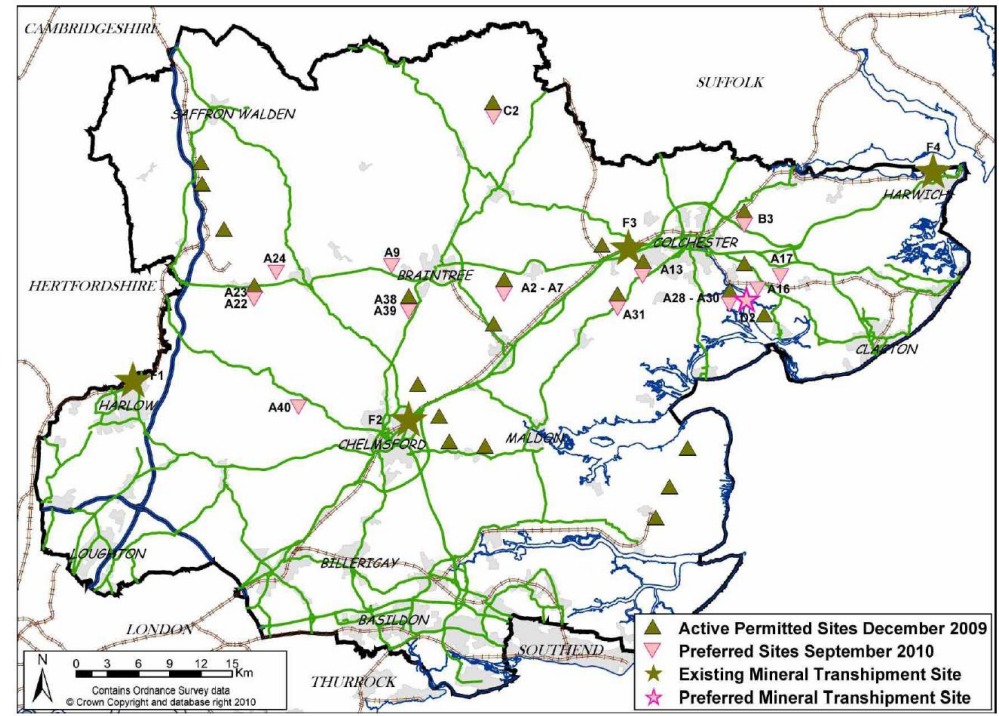 CAMBRIDGESHIRE
SUFFOLK
C2
SAFFRON WALDEN
F4
HARWICH
B3
F3
COLCHESTER
A9
A24
BRAINTREE
A13
A17
HERTFORDSHIRE
A23
A22
A38
A39
A2 - A7
A28 - A30
A16
A31
D2
CLACTON
F1
HARLOW
A40
F2
CHELMSFORD
MALDON
LOUGHTON
BILLERICAY
BASILDON
LONDON
SOUTHEND
THURROCK
N
0 3 6 9 12 15
Km
Contains Ordnance Survey data
© Crown Copyright and database right 2010
Active Permitted Sites December 2009
Preferred Sites September 2010
Existing Mineral Transhipment Site
Preferred Mineral Transhipment Site